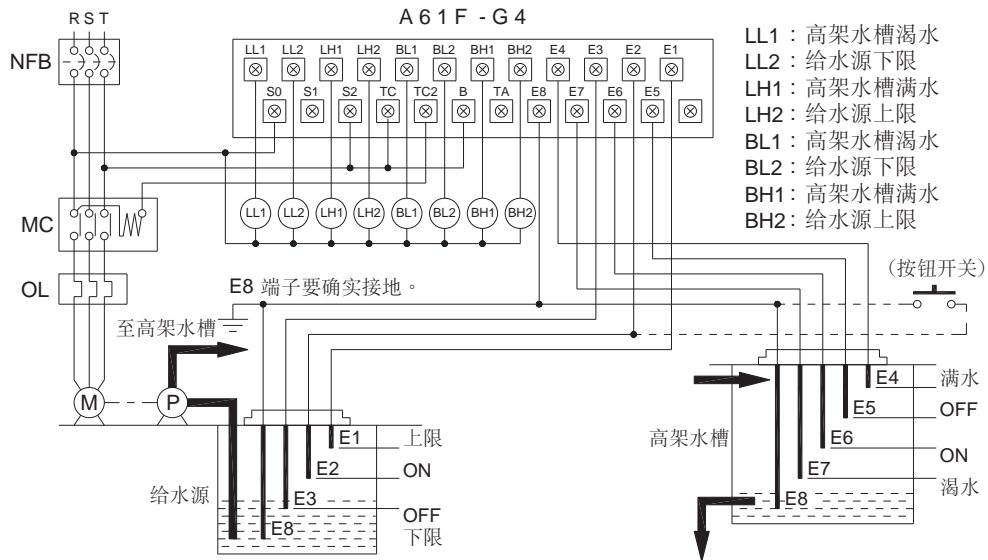 A61F-G4
R S T
NFB
LL1 LL2 LH1 LH2 BL1 BL2 BH1 BH2 E4 E3 E2 E1
S0 S1 S2 TC TC2 B TA E8 E7 E6 E5
LL1：高架水槽渴水
LL2：给水源下限
LH1：高架水槽满水
LH2：给水源上限
BL1：高架水槽渴水
BL2：给水源下限
BH1：高架水槽满水
BH2：给水源上限
MC
LL1 LL2 LH1 LH2 BL1 BL2 BH1 BH2
OL
E8 端子要确实接地。
（按钮开关）
至高架水槽
M
P
E4 满水
E5 OFF
高架水槽
E6 ON
E7 渴水
E8
E1 上限
E2 ON
给水源
E3 OFF
E8 下限